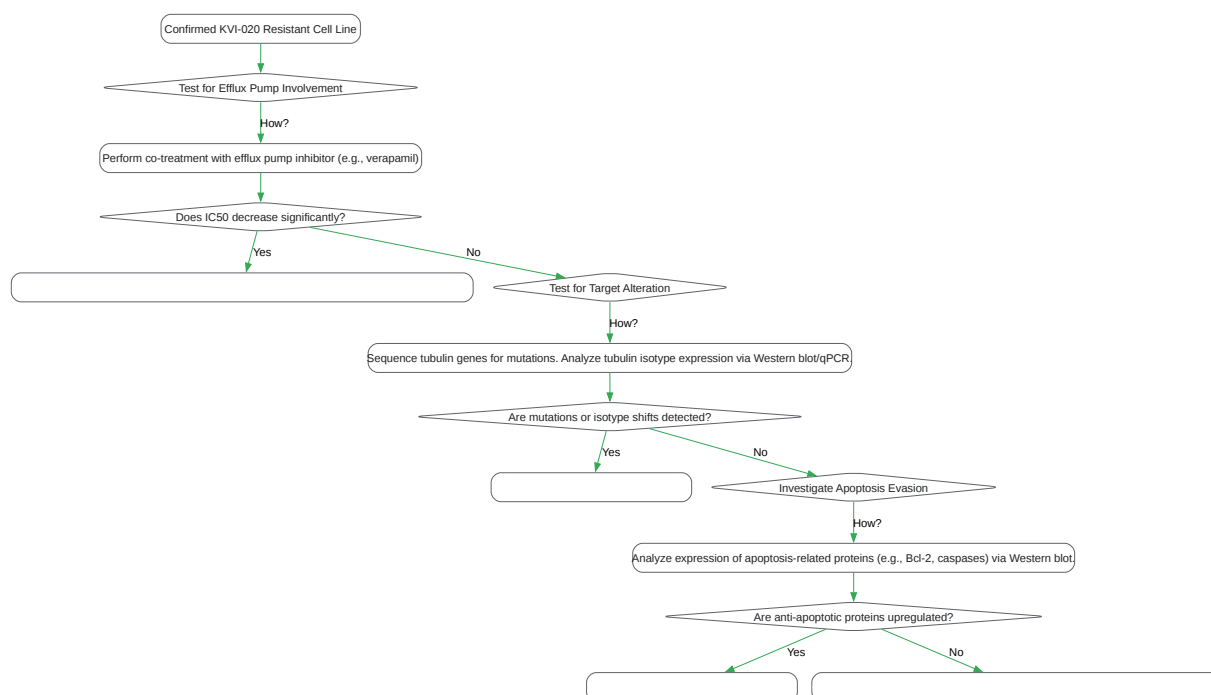 Confirmed KVI-020 Resistant Cell Line
Test for Efflux Pump Involvement
How?
Perform co-treatment with efflux pump inhibitor (e.g., verapamil)
Does IC50 decrease significantly?
Yes
No
Test for Target Alteration
How?
Sequence tubulin genes for mutations. Analyze tubulin isotype expression via Western blot/qPCR.
Are mutations or isotype shifts detected?
Yes
No
Investigate Apoptosis Evasion
How?
Analyze expression of apoptosis-related proteins (e.g., Bcl-2, caspases) via Western blot.
Are anti-apoptotic proteins upregulated?
Yes
No